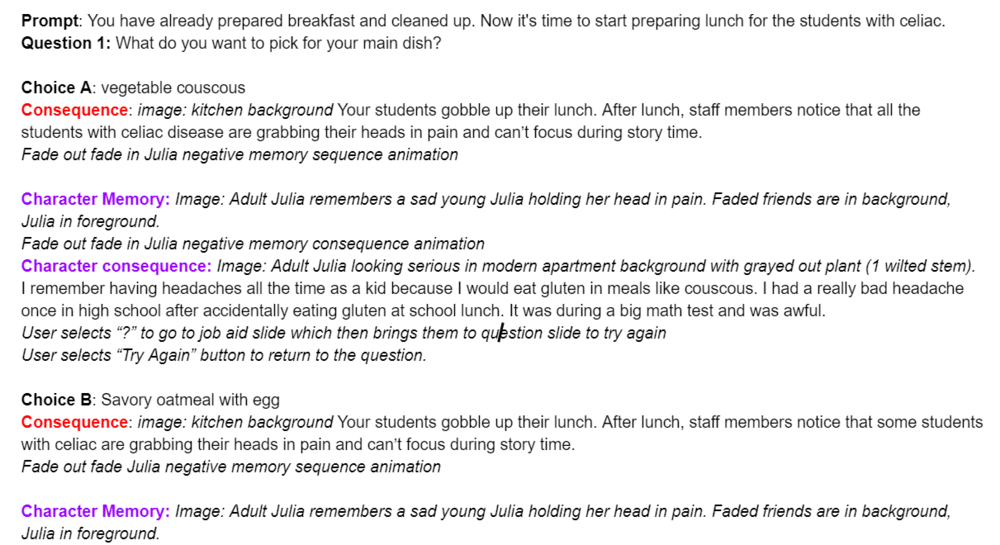 Prompt: You have already prepared breakfast and cleaned up. Now it's time to start preparing lunch for the students with celiac.
Question 1: What do you want to pick for your main dish?
Choice A: vegetable couscous
Consequence: image: kitchen background Your students gobble up their lunch. After lunch, staff members notice that all the
students with celiac disease are grabbing their heads in pain and can't focus during story time.
Fade out fade in Julia negative memory sequence animation
Character Memory: Image: Adult Julia remembers a sad young Julia holding her head in pain. Faded friends are in background,
Julia in foreground.
Fade out fade in Julia negative memory consequence animation
Character consequence: Image: Adult Julia looking serious in modern apartment background with grayed out plant (1 wilted stem).
I remember having headaches all the time as a kid because I would eat gluten in meals like couscous. I had a really bad headache
once in high school after accidentally eating gluten at school lunch. It was during a big math test and was awful.
User selects “?” to go to job aid slide which then brings them to question slide to try again
User selects “Try Again” button to return to the question.
Choice B: Savory oatmeal with egg
Consequence: image: kitchen background Your students gobble up their lunch. After lunch, staff members notice that some students
with celiac are grabbing their heads in pain and can't focus during story time.
Fade out fade Julia negative memory sequence animation
Character Memory: Image: Adult Julia remembers a sad young Julia holding her head in pain. Faded friends are in background,
Julia in foreground.